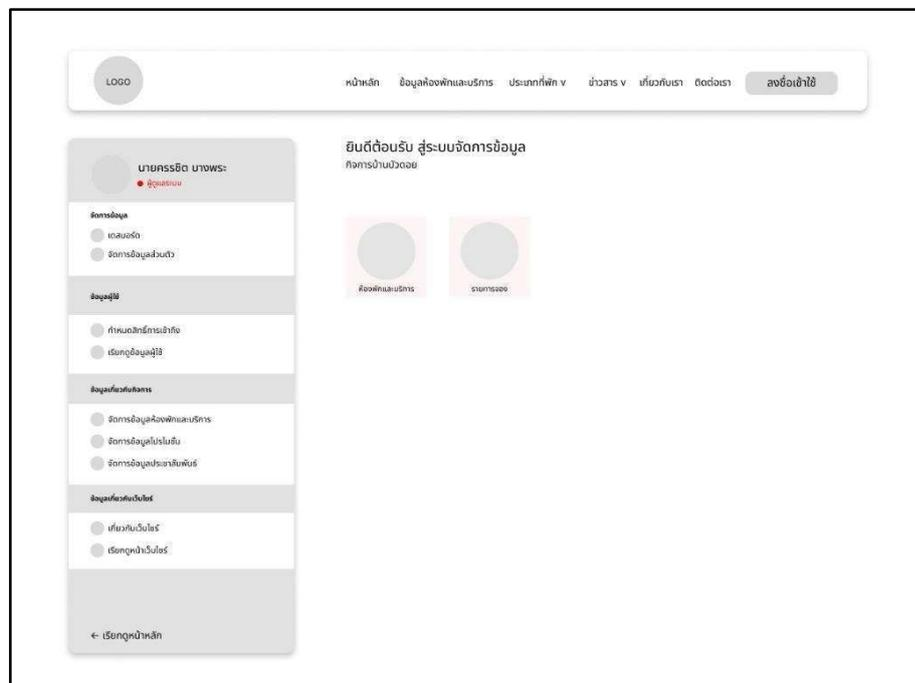 LOGO
หน้าหลัก ข้อมูลห้องพักและบริการ ประเภทที่พัก v ข่าวสาร v เกี่ยวกับเรา ติดต่อเรา ลงชื่อเข้าใช้
นายครรชิต บางพระ
ผู้ดูแลระบบ
จัดการข้อมูล
เดสบอร์ด
จัดการข้อมูลส่วนตัว
ข้อมูลผู้ใช้
กำหนดสิทธิ์การเข้าถึง
เรียกดูข้อมูลผู้ใช้
ข้อมูลเกี่ยวกับกิจการ
จัดการข้อมูลห้องพักและบริการ
จัดการข้อมูลโปรโมชั่น
จัดการข้อมูลประชาสัมพันธ์
ข้อมูลเกี่ยวกับเว็บไซร์
เกี่ยวกับเว็บไซร์
เรียกดูหน้าเว็บไซร์
← เรียกดูหน้าหลัก
ยินดีต้อนรับ สู่ระบบจัดการข้อมูล
กิจการบ้านบัวดอย
ห้องพักและบริการ รายการจอง